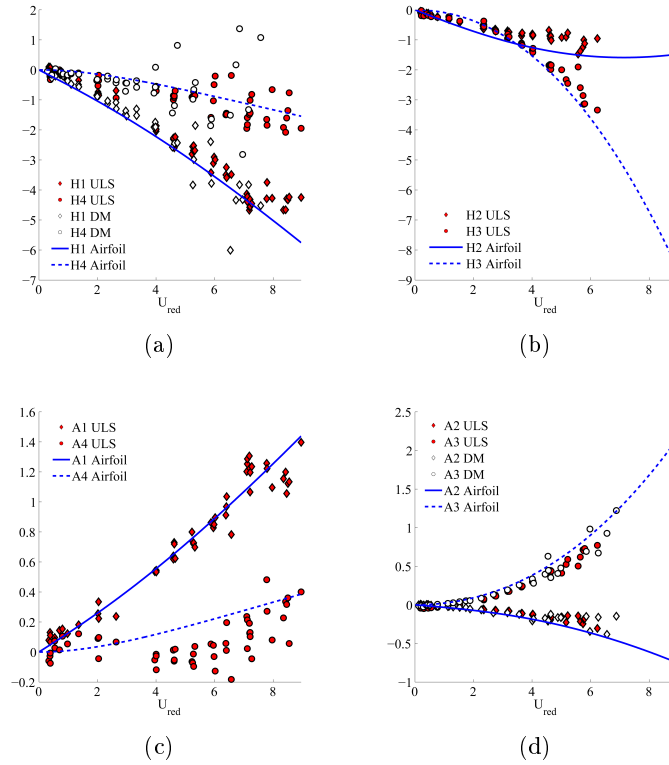 2
1
0
−1
−2
−3
−4
−5
−6
−7
0 2 4 6 8
U_red
H1 ULS
H4 ULS
H1 DM
H4 DM
H1 Airfoil
H4 Airfoil
(a)
0
−1
−2
−3
−4
−5
−6
−7
−8
−9
0 2 4 6 8
U_red
H2 ULS
H3 ULS
H2 Airfoil
H3 Airfoil
(b)
1.6
1.4
1.2
1
0.8
0.6
0.4
0.2
0
−0.2
0 2 4 6 8
U_red
A1 ULS
A4 ULS
A1 Airfoil
A4 Airfoil
(c)
2.5
2
1.5
1
0.5
0
−0.5
−1
0 2 4 6 8
U_red
A2 ULS
A3 ULS
A2 DM
A3 DM
A2 Airfoil
A3 Airfoil
(d)